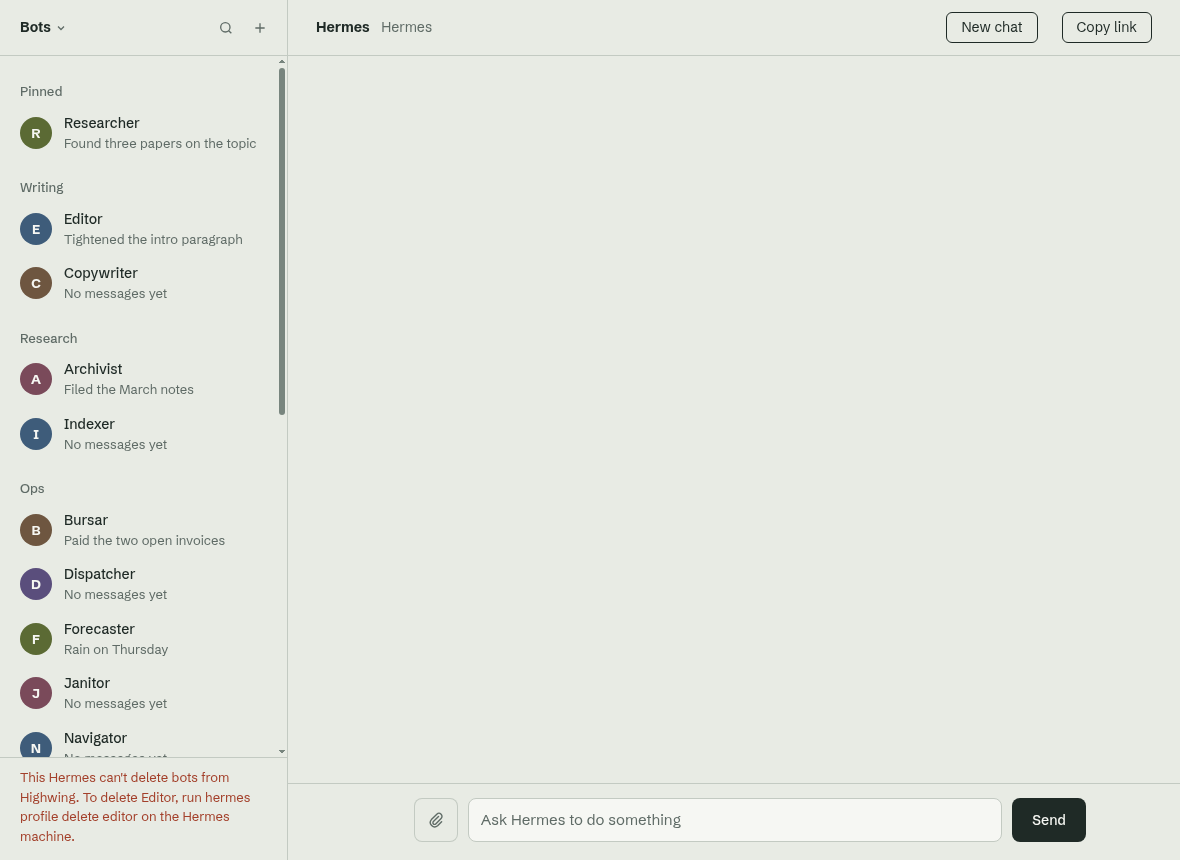 Bots
Hermes Hermes
New chat
Copy link
Pinned
R
Researcher
Found three papers on the topic
Writing
E
Editor
Tightened the intro paragraph
C
Copywriter
No messages yet
Research
A
Archivist
Filed the March notes
I
Indexer
No messages yet
Ops
B
Bursar
Paid the two open invoices
D
Dispatcher
No messages yet
F
Forecaster
Rain on Thursday
J
Janitor
No messages yet
N
Navigator
No messages yet
This Hermes can't delete bots from
Highwing. To delete Editor, run hermes
profile delete editor on the Hermes
machine.
Ask Hermes to do something
Send